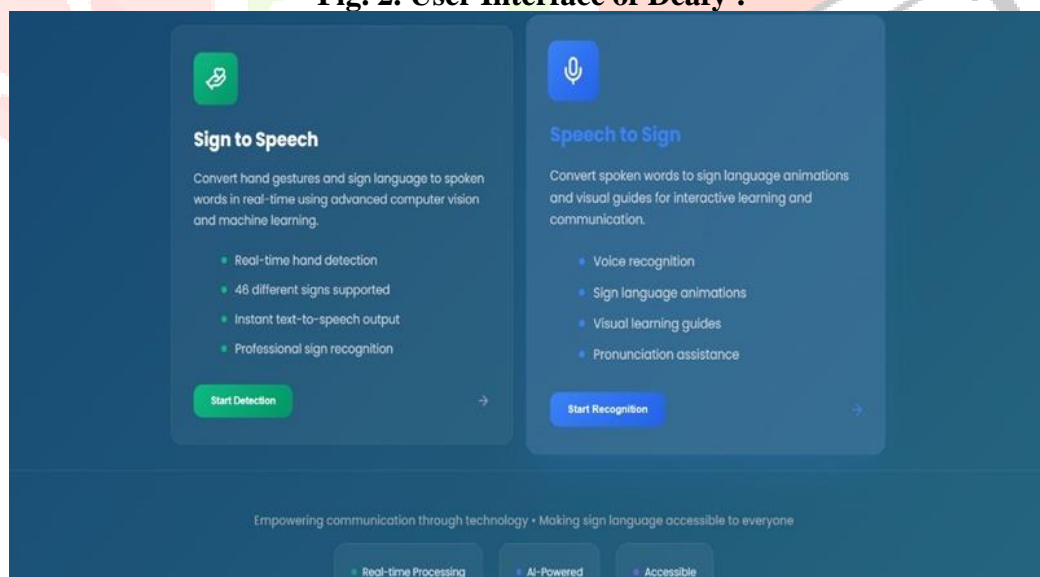 Fig. 2. User Interface of Deafy .
Sign to Speech
Convert hand gestures and sign language to spoken
words in real-time using advanced computer vision
and machine learning.
Real-time hand detection
46 different signs supported
Instant text-to-speech output
Professional sign recognition
Start Detection
Speech to Sign
Convert spoken words to sign language animations
and visual guides for interactive learning and
communication.
Voice recognition
Sign language animations
Visual learning guides
Pronunciation assistance
Start Recognition
Empowering communication through technology • Making sign language accessible to everyone
Real-time Processing
AI-Powered
Accessible